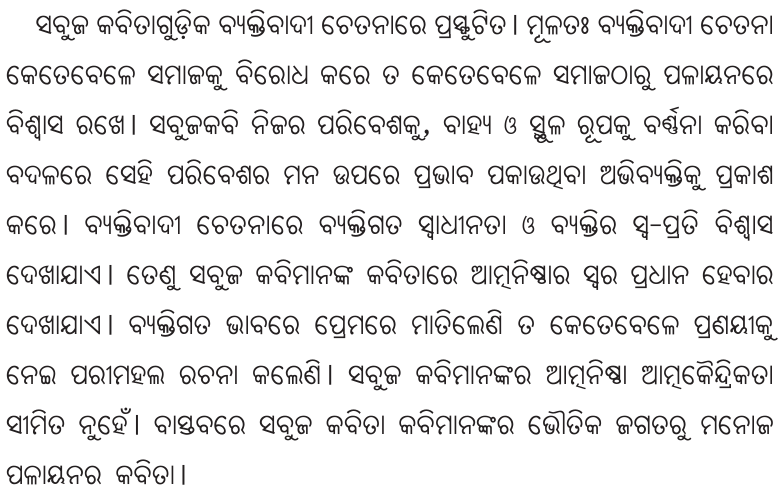 ସବୁଜ କବିତାଗୁଡ଼ିକ ବ୍ୟକ୍ତିବାଦୀ ଚେତନାରେ ପ୍ରସ୍ଫୁଟିତ। ମୂଳତଃ ବ୍ୟକ୍ତିବାଦୀ ଚେତନା
କେତେବେଳେ ସମାଜକୁ ବିରୋଧ କରେ ତ କେତେବେଳେ ସମାଜଠାରୁ ପଳାୟନରେ
ବିଶ୍ୱାସ ରଖେ। ସବୁଜକବି ନିଜର ପରିବେଶକୁ, ବାହ୍ୟ ଓ ସ୍ଥୁଳ ରୂପକୁ ବର୍ଣ୍ଣନା କରିବା
ବଦଳରେ ସେହି ପରିବେଶର ମନ ଉପରେ ପ୍ରଭାବ ପକାଉଥିବା ଅଭିବ୍ୟକ୍ତିକୁ ପ୍ରକାଶ
କରେ। ବ୍ୟକ୍ତିବାଦୀ ଚେତନାରେ ବ୍ୟକ୍ତିଗତ ସ୍ୱାଧୀନତା ଓ ବ୍ୟକ୍ତିର ସ୍ୱ-ପ୍ରତି ବିଶ୍ୱାସ
ଦେଖାଯାଏ। ତେଣୁ ସବୁଜ କବିମାନଙ୍କ କବିତାରେ ଆତ୍ମନିଷ୍ଠାର ସ୍ୱର ପ୍ରଧାନ ହେବାର
ଦେଖାଯାଏ। ବ୍ୟକ୍ତିଗତ ଭାବରେ ପ୍ରେମରେ ମାତିଲେଣି ତ କେତେବେଳେ ପ୍ରଣୟୀକୁ
ନେଇ ପରୀମହଲ ରଚନା କଲେଣି। ସବୁଜ କବିମାନଙ୍କର ଆତ୍ମନିଷ୍ଠା ଆତ୍ମକୈନ୍ଦ୍ରିକତା
ସୀମିତ ନୁହେଁ। ବାସ୍ତବରେ ସବୁଜ କବିତା କବିମାନଙ୍କର ଭୌତିକ ଜଗତରୁ ମନୋଜ
ପଳାୟନର କବିତା।